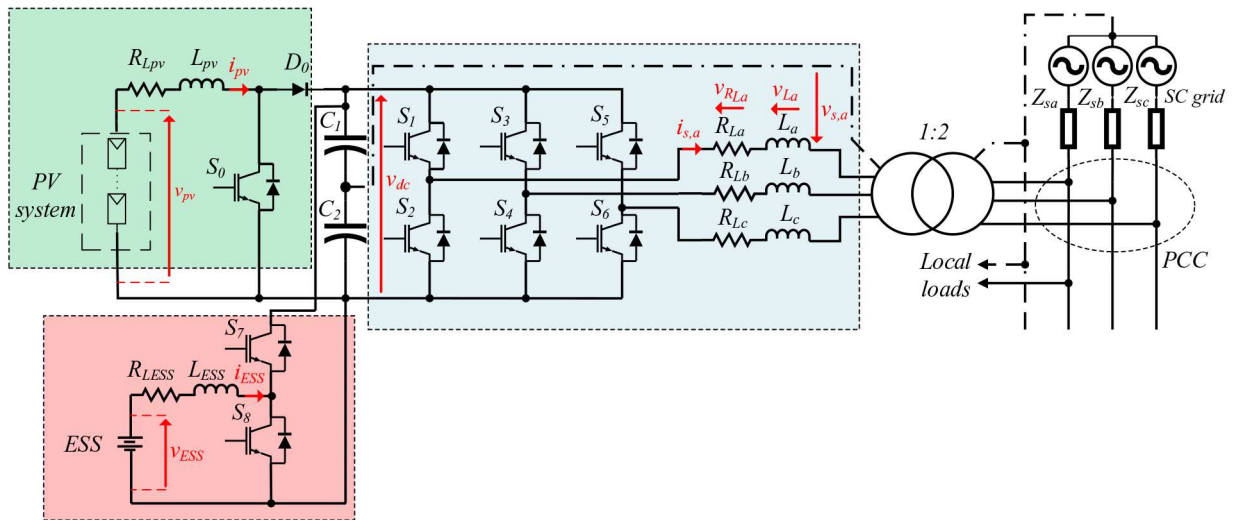 R_Lpv L_pv i_pv D_0
PV
system
v_pv
S_0
C_1
C_2
v_dc
S_1 S_3 S_5
S_2 S_4 S_6
v_RLa v_La v_s,a
i_s,a R_La L_a
R_Lb L_b
R_Lc L_c
1:2
Z_sa Z_sb Z_sc SC grid
PCC
Local
loads
S_7
R_LESS L_ESS i_ESS
S_8
ESS
v_ESS